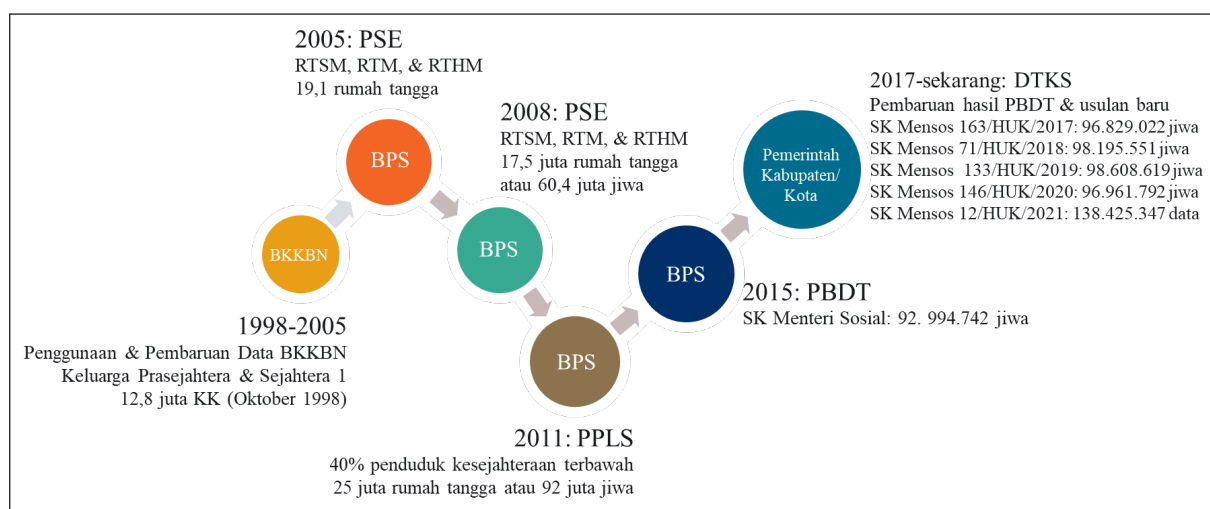 2005: PSE
RTSM, RTM, & RTHM
19,1 rumah tangga
BPS
2008: PSE
RTSM, RTM, & RTHM
17,5 juta rumah tangga
atau 60,4 juta jiwa
BPS
BKKBN
1998-2005
Penggunaan & Pembaruan Data BKKBN
Keluarga Prasejahtera & Sejahtera 1
12,8 juta KK (Oktober 1998)
BPS
2011: PPLS
40% penduduk kesejahteraan terbawah
25 juta rumah tangga atau 92 juta jiwa
BPS
2015: PBDT
SK Menteri Sosial: 92. 994.742 jiwa
Pemerintah
Kabupaten/
Kota
2017-sekarang: DTKS
Pembaruan hasil PBDT & usulan baru
SK Mensos 163/HUK/2017: 96.829.022 jiwa
SK Mensos 71/HUK/2018: 98.195.551 jiwa
SK Mensos 133/HUK/2019: 98.608.619 jiwa
SK Mensos 146/HUK/2020: 96.961.792 jiwa
SK Mensos 12/HUK/2021: 138.425.347 data